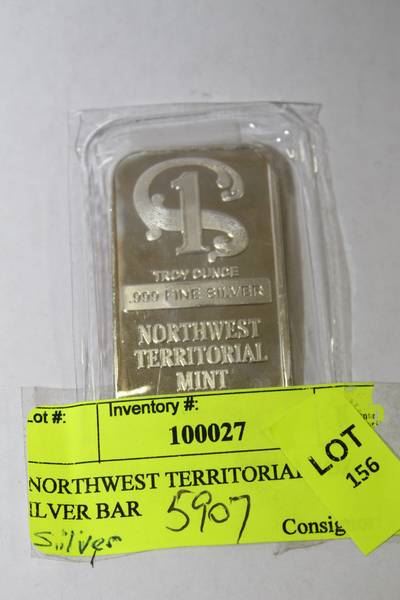 1
TROY OUNCE
.999 FINE SILVER
NORTHWEST
TERRITORIAL
MINT
Lot #: Inventory #:
100027
LOT
156
NORTHWEST TERRITORIAL
ILVER BAR 5907
Silver Consig